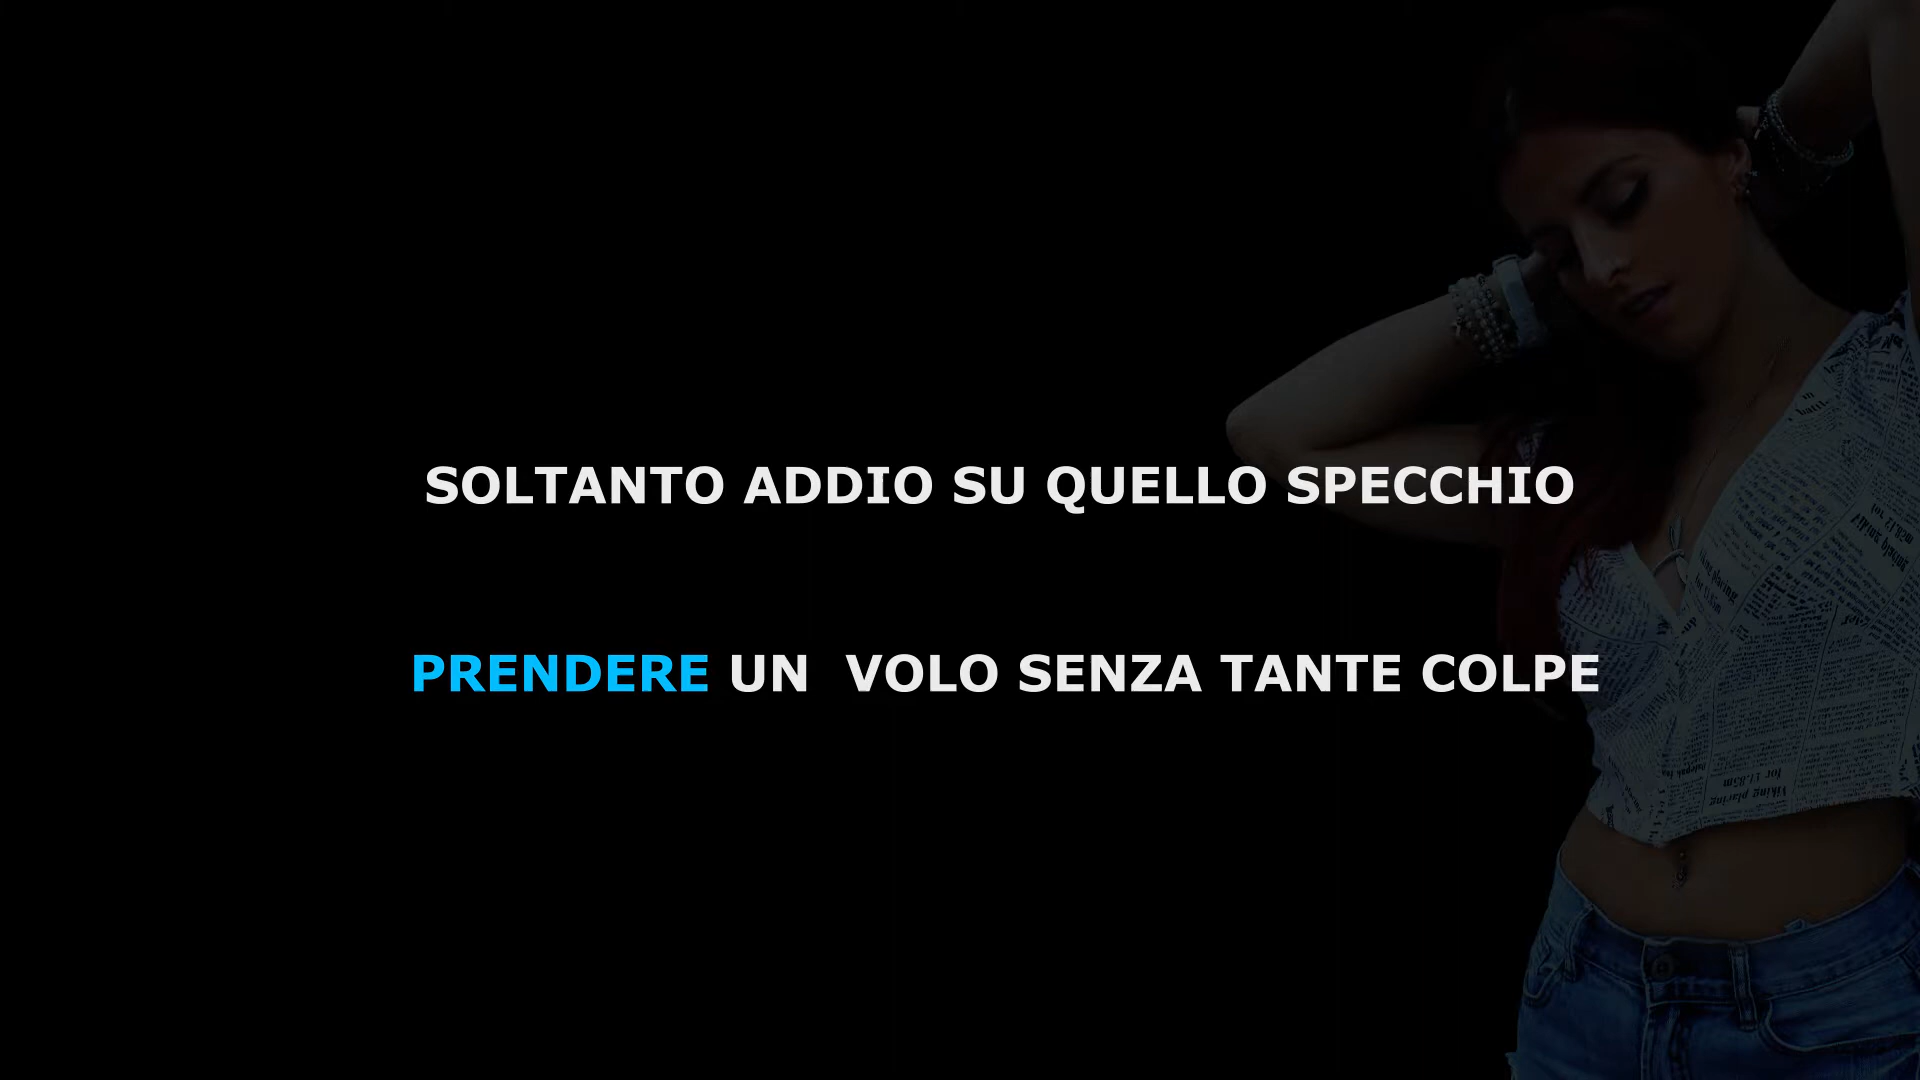 SOLTANTO ADDIO SU QUELLO SPECCHIO
PRENDERE UN  VOLO SENZA TANTE COLPE